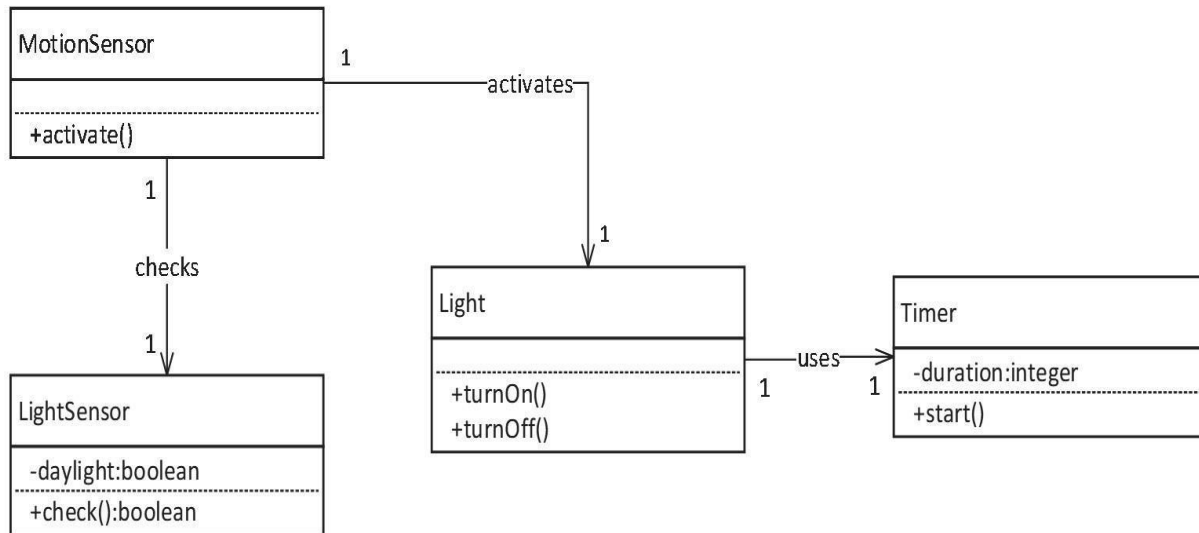 MotionSensor
+activate()
1
activates
1
1
checks
1
Light
+turnOn()
+turnOff()
1
uses
1
Timer
-duration:integer
+start()
LightSensor
-daylight:boolean
+check():boolean